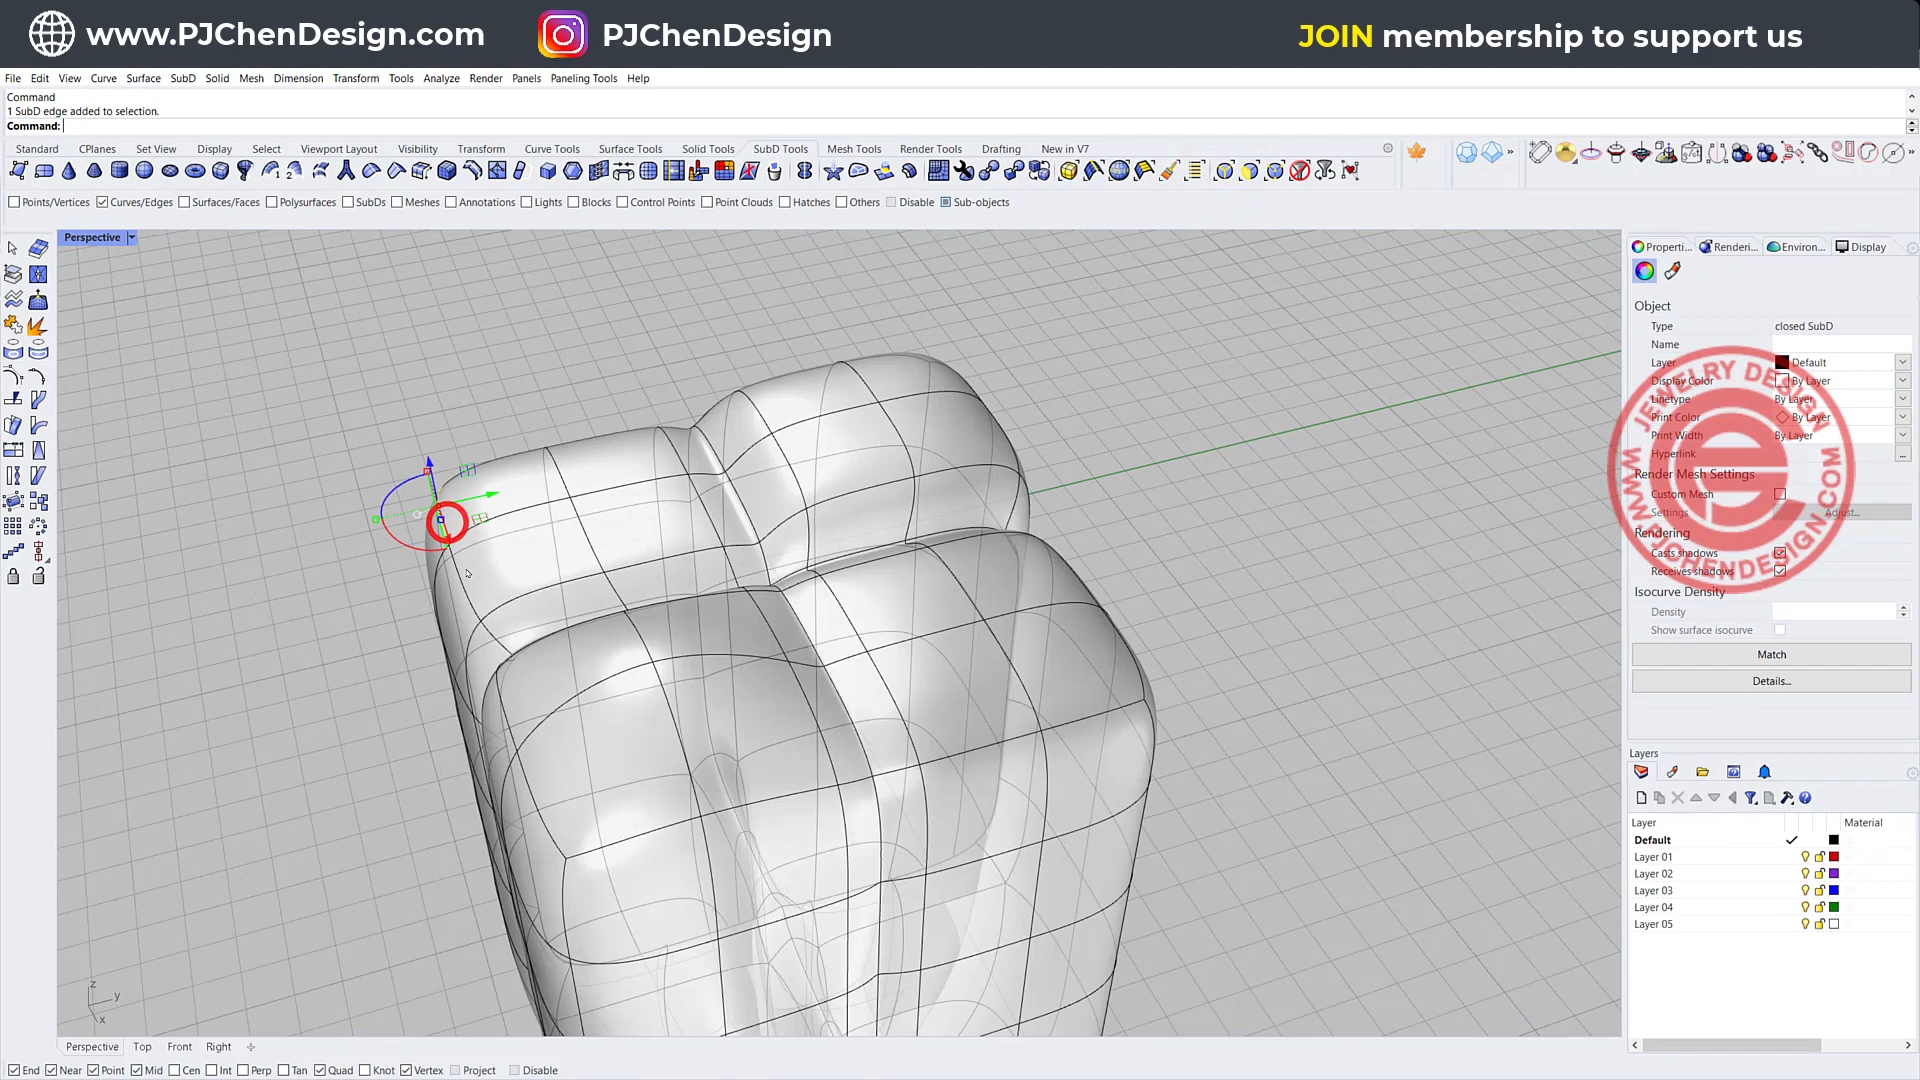 www.PJChenDesign.com PJChenDesign JOIN membership to support us
File Edit View Curve Surface SubD Solid Mesh Dimension Transform Tools Analyze Render Panels Paneling Tools Help
Command
1 SubD edge added to selection.
Command:
Standard CPlanes Set View Display Select Viewport Layout Visibility Transform Curve Tools Surface Tools Solid Tools SubD Tools Mesh Tools Render Tools Drafting New in V7
Points/Vertices Curves/Edges Surfaces/Faces Polysurfaces SubDs Meshes Annotations Lights Blocks Control Points Point Clouds Hatches Others Disable Sub-objects
Perspective
Properti... Renderi... Environ... Display
Object
Type closed SubD
Name
Layer Default
Display Color By Layer
Linetype By Layer
Print Color By Layer
Print Width By Layer
Hyperlink ...
Render Mesh Settings
Custom Mesh
Settings Adjust...
Rendering
Casts shadows
Receives shadows
Isocurve Density
Density
Show surface isocurve
Match
Details...
JEWELRY DESIGN
WWW.PJCHENDESIGN.COM
Layers
Layer Material
Default
Layer 01
Layer 02
Layer 03
Layer 04
Layer 05
z
y
x
Perspective Top Front Right
End Near Point Mid Cen Int Perp Tan Quad Knot Vertex Project Disable